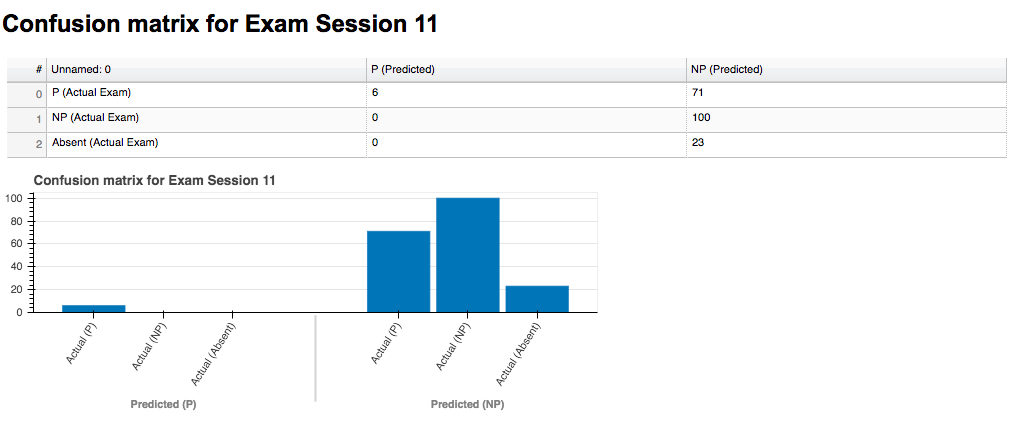 Confusion matrix for Exam Session 11
# Unnamed: 0 P (Predicted) NP (Predicted)
0 P (Actual Exam) 6 71
1 NP (Actual Exam) 0 100
2 Absent (Actual Exam) 0 23
Confusion matrix for Exam Session 11
100
80
60
40
20
0
Actual (P)
Actual (NP)
Actual (Absent)
Actual (P)
Actual (NP)
Actual (Absent)
Predicted (P)
Predicted (NP)